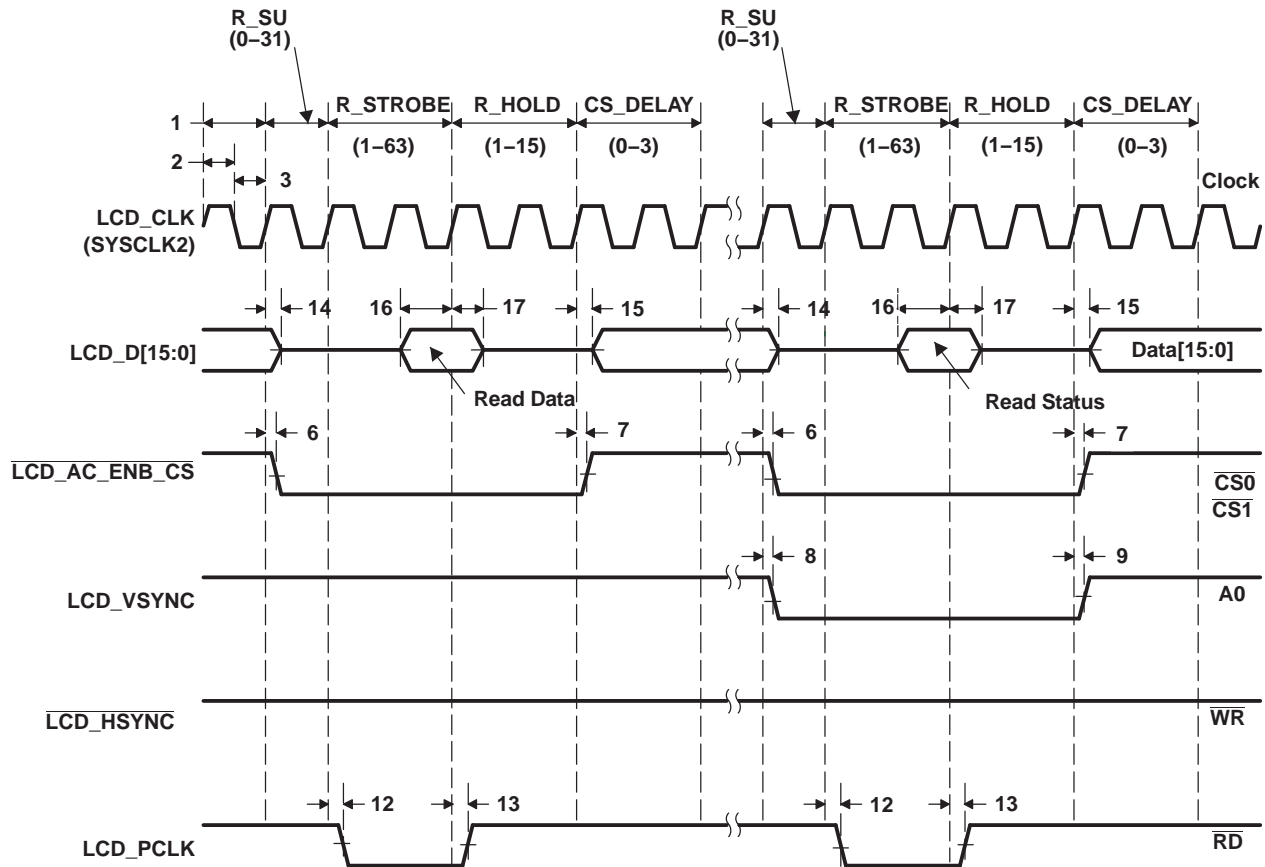 R_SU
(0–31)
R_SU
(0–31)
R_STROBE R_HOLD CS_DELAY
R_STROBE R_HOLD CS_DELAY
1
(1–63) (1–15) (0–3)
(1–63) (1–15) (0–3)
2
3
Clock
LCD_CLK
(SYSCLK2)
14 16 17 15
14 16 17 15
LCD_D[15:0]
Data[15:0]
Read Data
Read Status
6 7 6 7
LCD_AC_ENB_CS
CS0
CS1
8 9
LCD_VSYNC
A0
LCD_HSYNC
WR
12 13 12 13
LCD_PCLK
RD